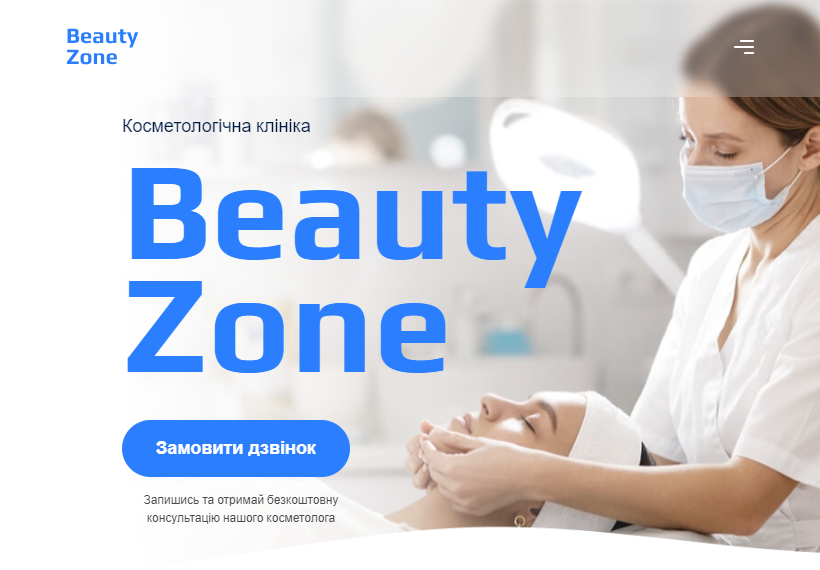 Beauty
Zone
Косметологічна клініка
Beauty
Zone
Замовити дзвінок
Запишись та отримай безкоштовну
консультацію нашого косметолога